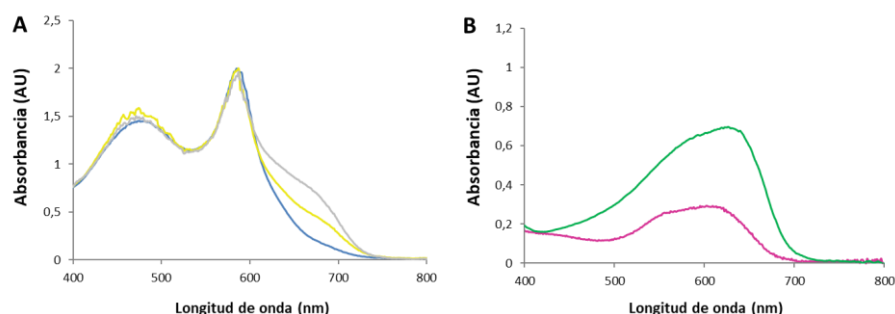 A
Absorbancia (AU)
2,5
2
1,5
1
0,5
0
400 500 600 700 800
Longitud de onda (nm)
B
Absorbancia (AU)
1,2
1
0,8
0,6
0,4
0,2
0
400 500 600 700 800
Longitud de onda (nm)